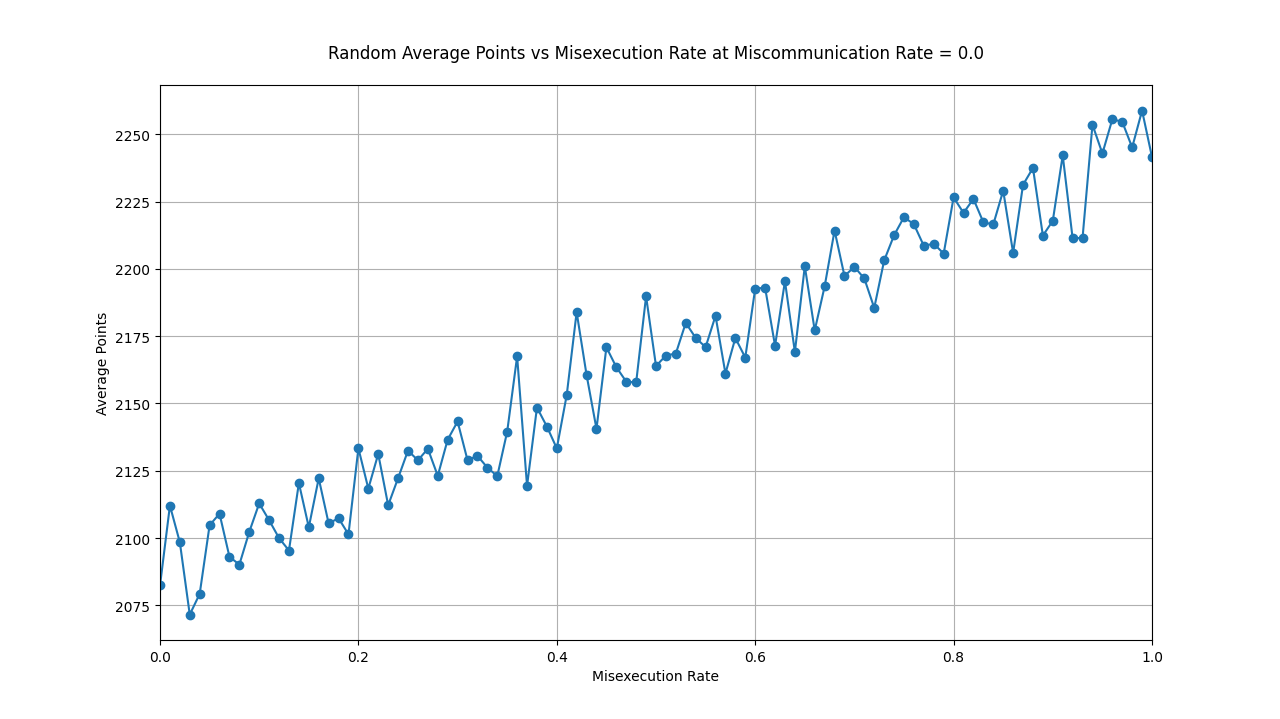 Random Average Points vs Misexecution Rate at Miscommunication Rate = 0.0
Average Points
2250
2225
2200
2175
2150
2125
2100
2075
0.0 0.2 0.4 0.6 0.8 1.0
Misexecution Rate